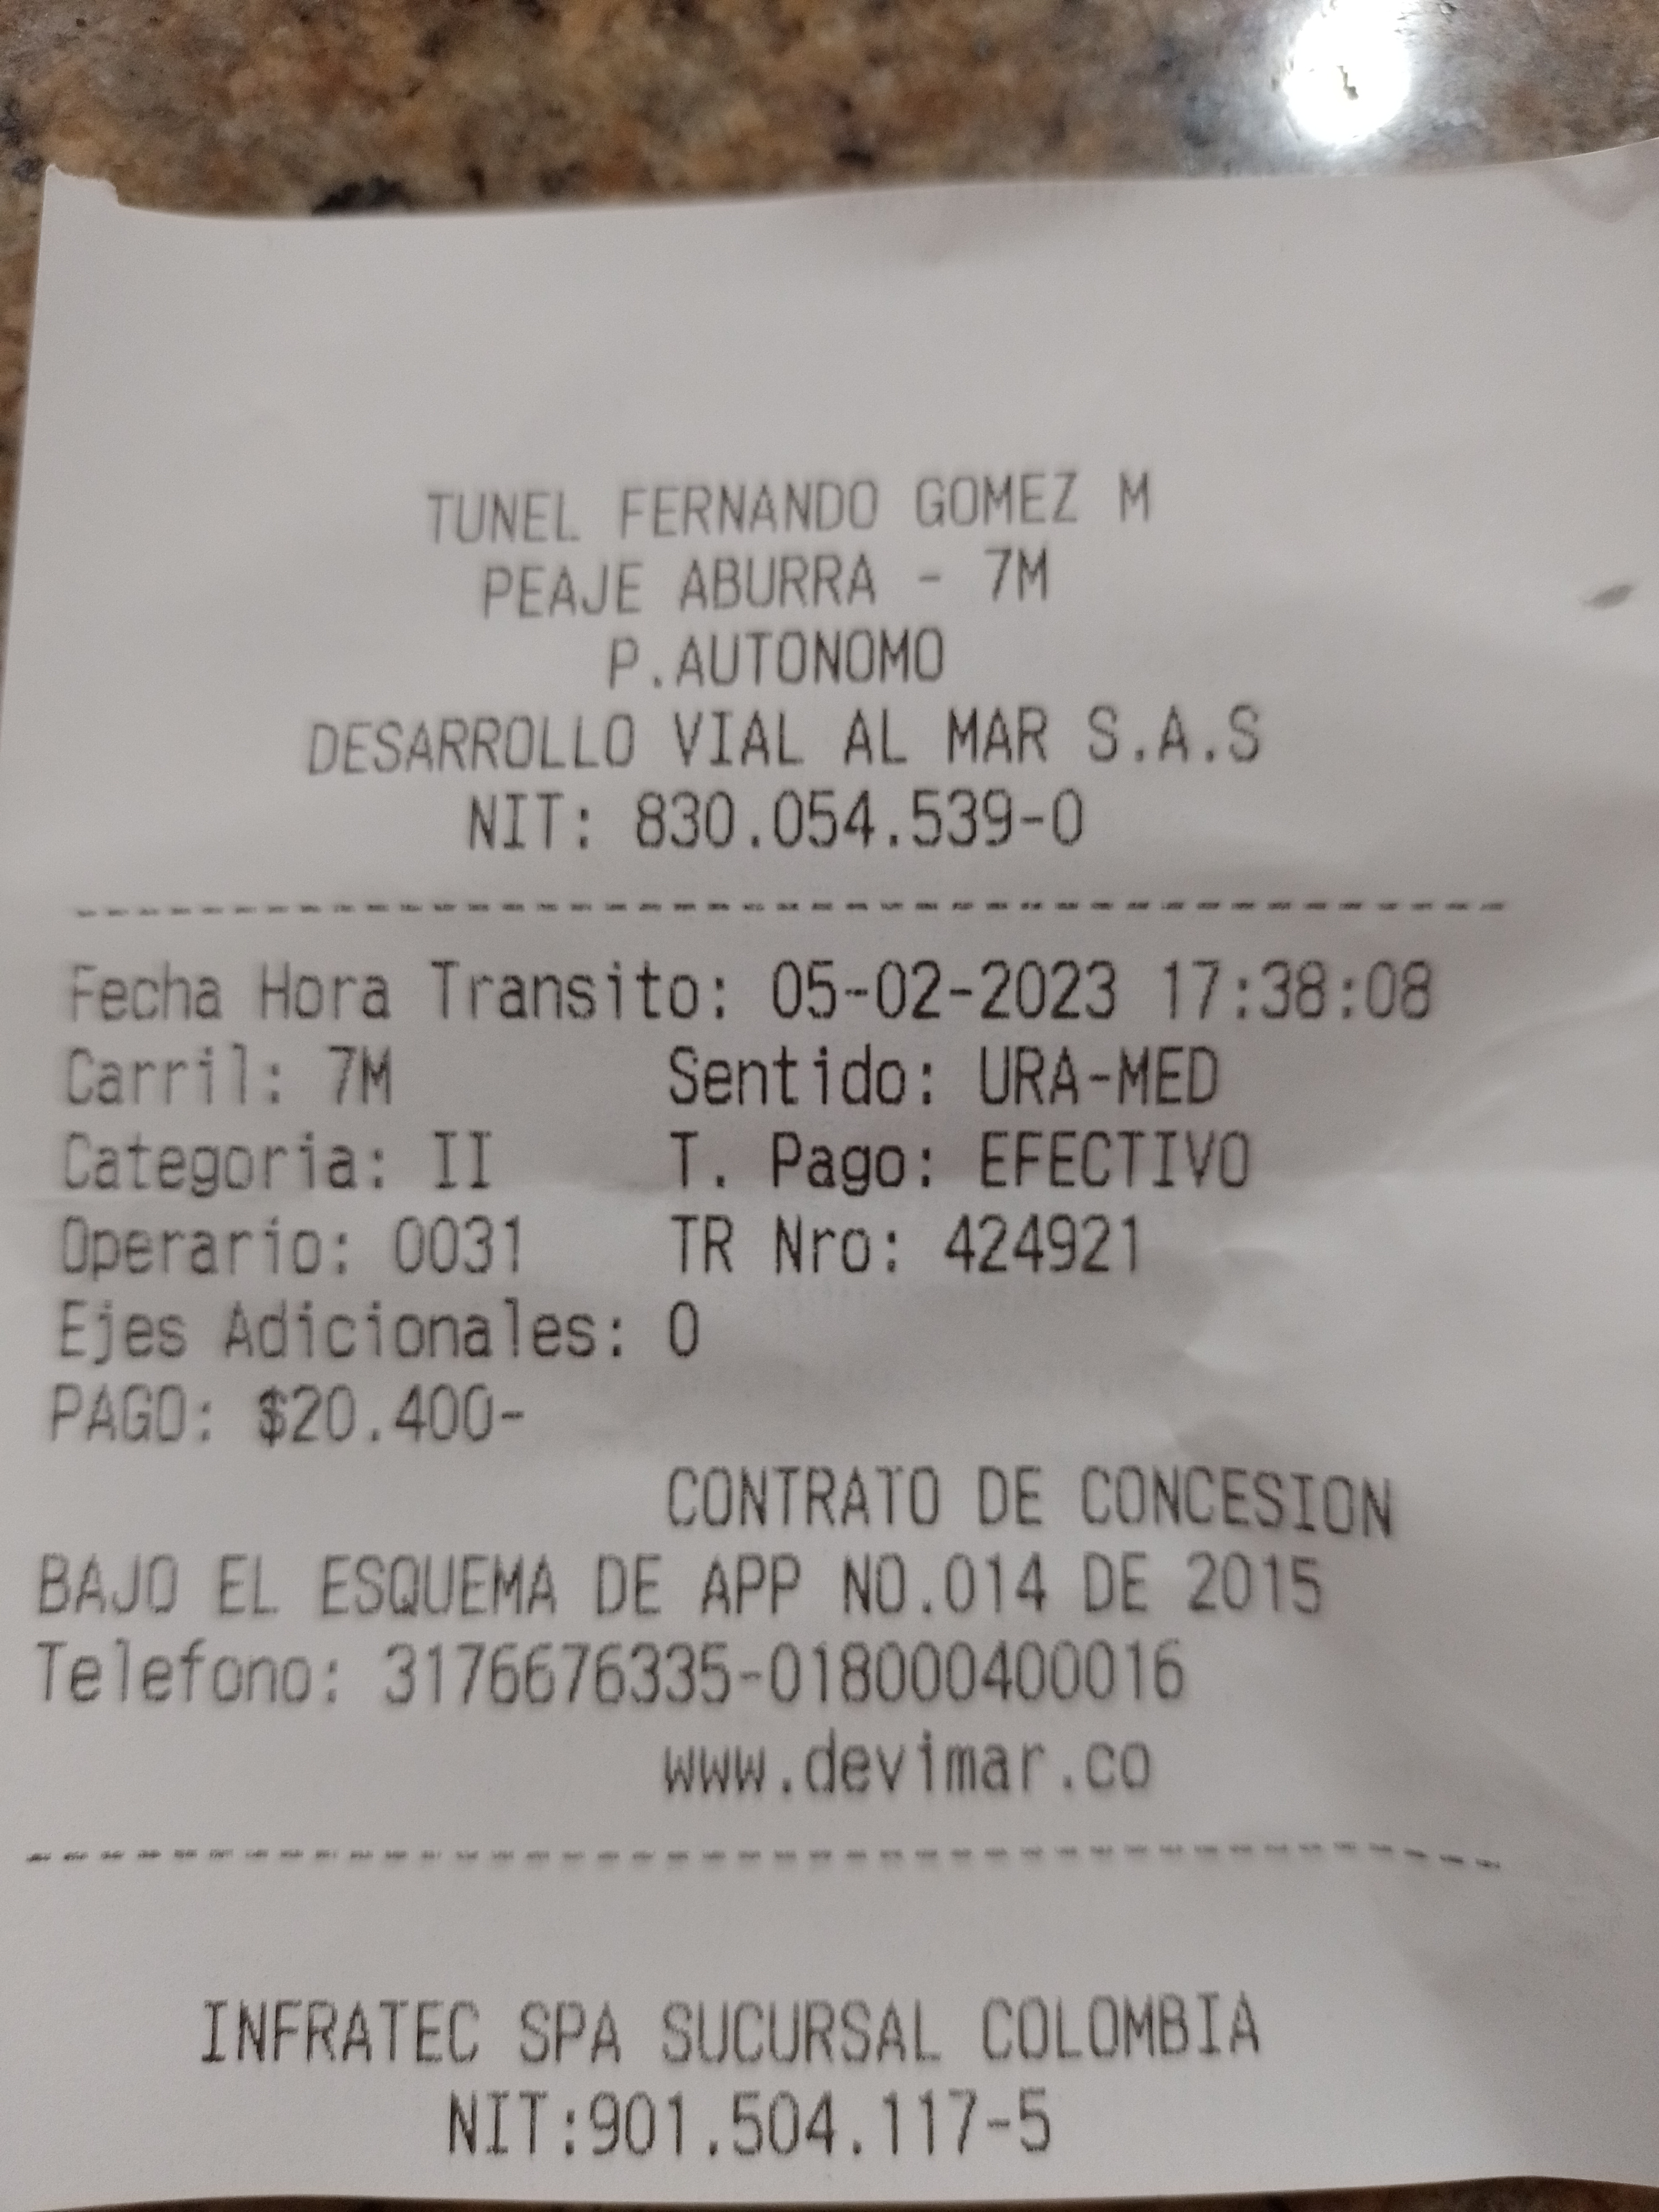 TUNEL FERNANDO GOMEZ M
PEAJE ABURRA - 7M
P.AUTONOMO
DESARROLLO VIAL AL MAR S.A.S
NIT: 830.054.539-0
----------------------------------------
Fecha Hora Transito: 05-02-2023 17:38:08
Carril: 7M Sentido: URA-MED
Categoria: II T. Pago: EFECTIVO
Operario: 0031 TR Nro: 424921
Ejes Adicionales: 0
PAGO: $20.400-
CONTRATO DE CONCESION
BAJO EL ESQUEMA DE APP NO.014 DE 2015
Telefono: 3176676335-018000400016
www.devimar.co
----------------------------------------
INFRATEC SPA SUCURSAL COLOMBIA
NIT:901.504.117-5